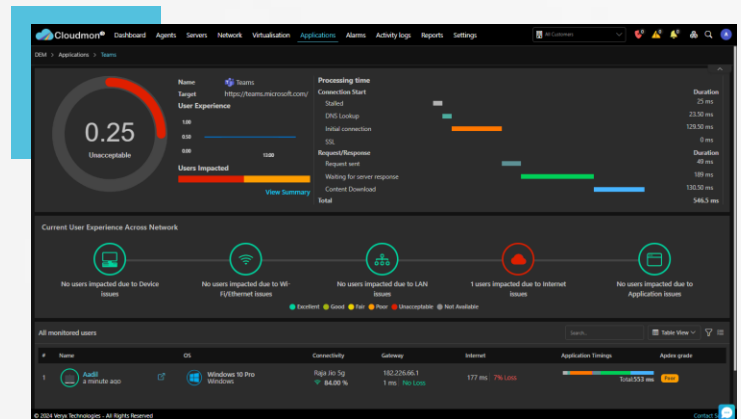 Cloudmon® Dashboard Agents Servers Network Virtualisation Applications Alarms Activity logs Reports Settings All Customers
DEM > Applications > Teams
0.25
Unacceptable
Name Teams
Target https://teams.microsoft.com/
User Experience
1.00
0.50
0.00
13:00
Users Impacted
View Summary
Processing time
Connection Start Duration
Stalled 25 ms
DNS Lookup 23.50 ms
Initial connection 129.50 ms
SSL 0 ms
Request/Response Duration
Request sent 49 ms
Waiting for server response 189 ms
Content Download 130.50 ms
Total 546.5 ms
Current User Experience Across Network
No users impacted due to Device issues
No users impacted due to Wi-Fi/Ethernet issues
No users impacted due to LAN issues
1 users impacted due to Internet issues
No users impacted due to Application issues
Excellent Good Fair Poor Unacceptable Not Available
All monitored users Search... Table View
# Name OS Connectivity Gateway Internet Application Timings Apdex grade
1 Aadil Windows 10 Pro Raja Jio 5g 182.226.66.1 177 ms 7% Loss Total:553 ms Poor
a minute ago Windows 84.00 % 1 ms No Loss
© 2024 Veryx Technologies - All Rights Reserved Contact